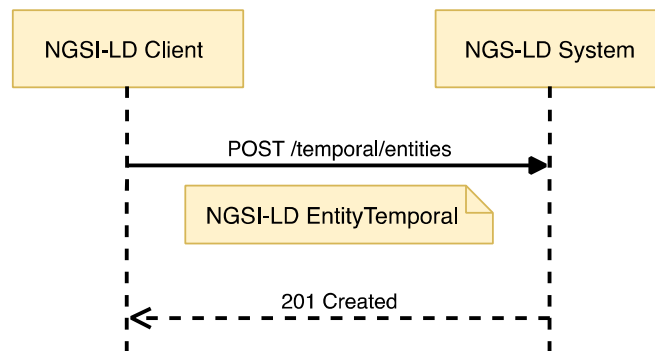 NGSI-LD Client
NGS-LD System
POST /temporal/entities
NGSI-LD EntityTemporal
201 Created